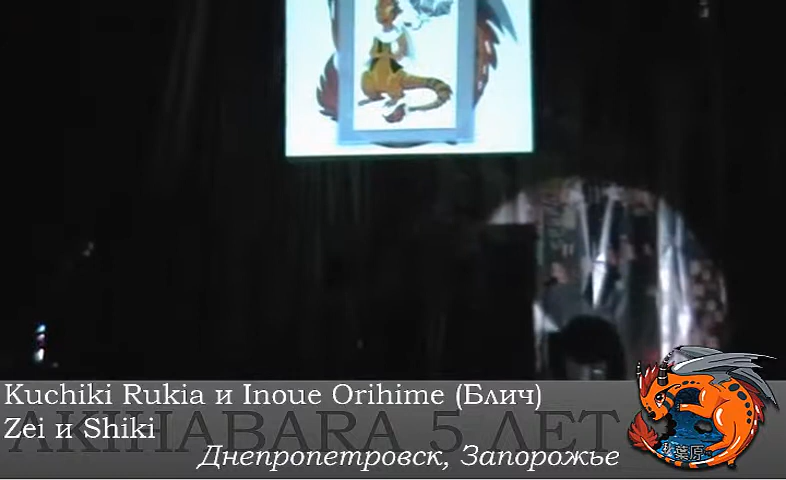 Kuchiki Rukia и Inoue Orihime (Блич)
AKIHABARA 5 ЛЕТ
Zei и Shiki
Днепропетровск, Запорожье